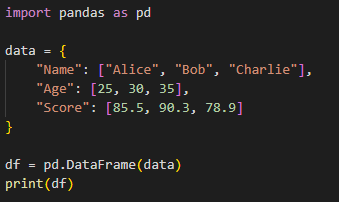 import pandas as pd
data = {
    "Name": ["Alice", "Bob", "Charlie"],
    "Age": [25, 30, 35],
    "Score": [85.5, 90.3, 78.9]
}
df = pd.DataFrame(data)
print(df)